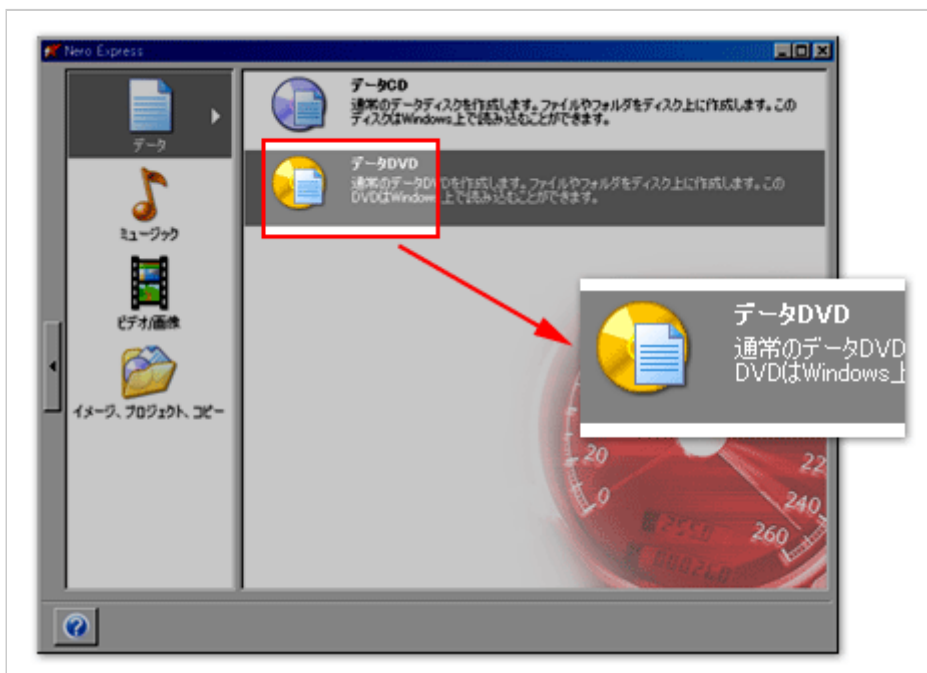 Nero Express
データ
ミュージック
ビデオ/画像
イメージ、プロジェクト、コピー
データCD
通常のデータディスクを作成します。ファイルやフォルダをディスク上に作成します。この
ディスクはWindows上で読み込むことができます。
データDVD
通常のデータDVDを作成します。ファイルやフォルダをディスク上に作成します。この
DVDはWindows上で読み込むことができます。
データDVD
通常のデータDVD
DVDはWindows上
20
0
22
240
260